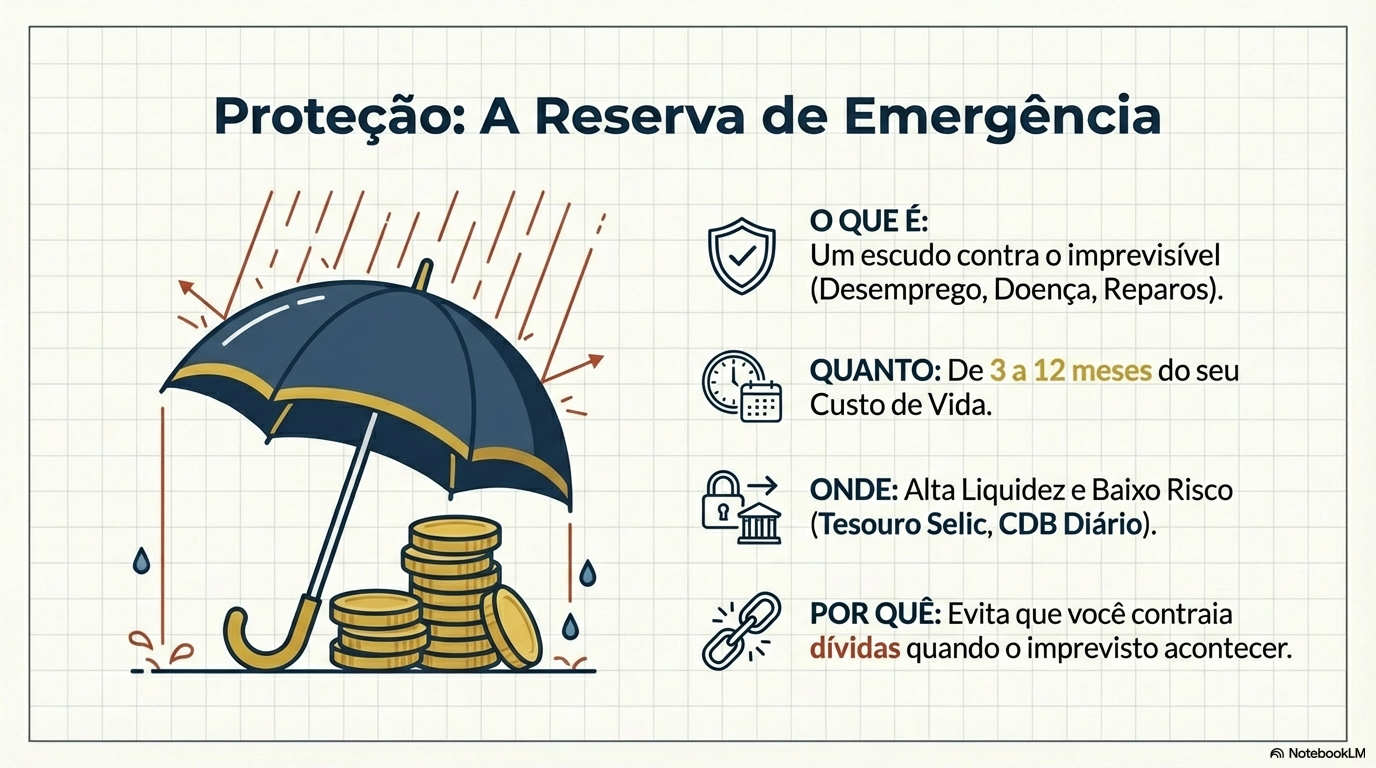 Proteção: A Reserva de Emergência
O QUE É:
Um escudo contra o imprevisível
(Desemprego, Doença, Reparos).
QUANTO: De 3 a 12 meses do seu
Custo de Vida.
ONDE: Alta Liquidez e Baixo Risco
(Tesouro Selic, CDB Diário).
POR QUÊ: Evita que você contraia
dívidas quando o imprevisto acontecer.
NotebookLM